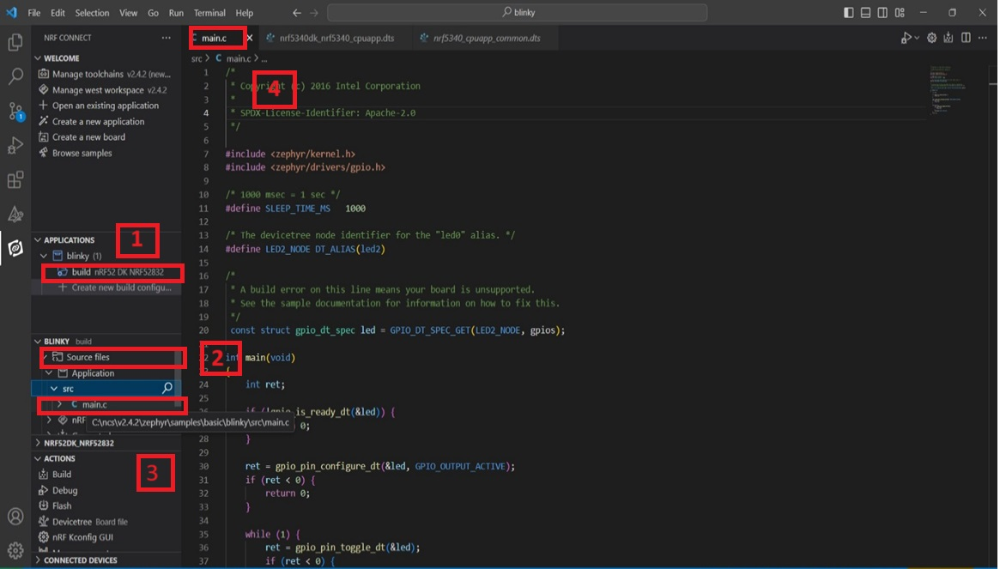 File Edit Selection View Go Run Terminal Help
blinky
NRF CONNECT
WELCOME
Manage toolchains v2.4.2 (new...
Manage west workspace v2.4.2
Open an existing application
Create a new application
Create a new board
Browse samples
1
APPLICATIONS
1
blinky (1)
build nRF52 DK NRF52832
Create new build configu...
BLINKY build
Source files
Application
src
C main.c
nRF
C:\ncs\v2.4.2\zephyr\samples\basic\blinky\src\main.c
NRF52DK_NRF52832
ACTIONS
3
Build
Debug
Flash
Devicetree Board file
nRF Kconfig GUI
CONNECTED DEVICES
C main.c
nrf5340dk_nrf5340_cpuapp.dts
nrf5340_cpuapp_common.dts
src > C main.c > ...
4
1 /*
2 * Copyright (c) 2016 Intel Corporation
3 *
4 * SPDX-License-Identifier: Apache-2.0
5 */
6
7 #include <zephyr/kernel.h>
8 #include <zephyr/drivers/gpio.h>
9
10 /* 1000 msec = 1 sec */
11 #define SLEEP_TIME_MS   1000
12
13 /* The devicetree node identifier for the "led0" alias. */
14 #define LED2_NODE DT_ALIAS(led2)
15
16 /*
17 * A build error on this line means your board is unsupported.
18 * See the sample documentation for information on how to fix this.
19 */
20 const struct gpio_dt_spec led = GPIO_DT_SPEC_GET(LED2_NODE, gpios);
2
22 int main(void)
{
24 int ret;
25
is_ready_dt(&led)) {
0;
28 }
29
30 ret = gpio_pin_configure_dt(&led, GPIO_OUTPUT_ACTIVE);
31 if (ret < 0) {
32 return 0;
33 }
34
35 while (1) {
36 ret = gpio_pin_toggle_dt(&led);
37 if (ret < 0) {